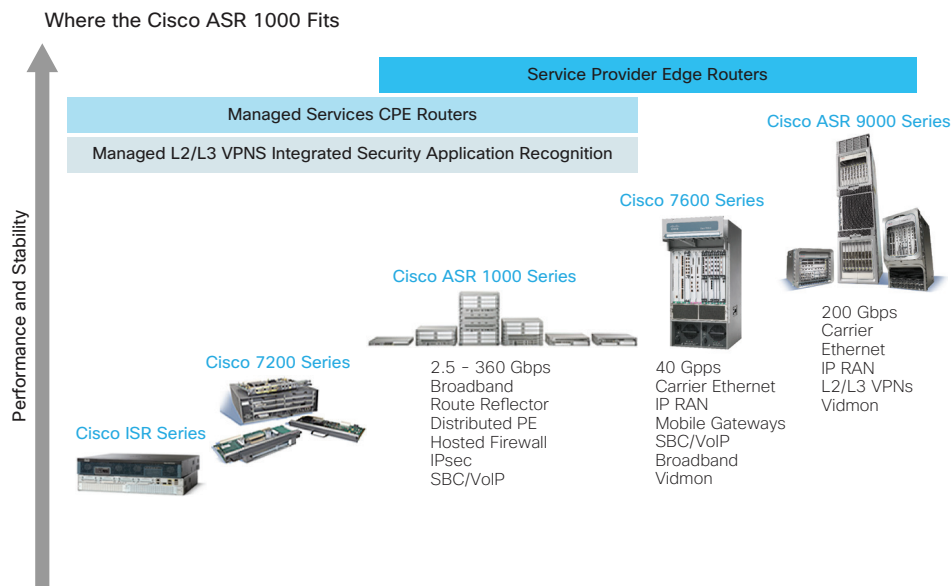 Where the Cisco ASR 1000 Fits
Service Provider Edge Routers
Managed Services CPE Routers
Managed L2/L3 VPNS Integrated Security Application Recognition
Performance and Stability
Cisco ISR Series
Cisco 7200 Series
Cisco ASR 1000 Series
2.5 - 360 Gbps
Broadband
Route Reflector
Distributed PE
Hosted Firewall
IPsec
SBC/VoIP
Cisco 7600 Series
40 Gpps
Carrier Ethernet
IP RAN
Mobile Gateways
SBC/VoIP
Broadband
Vidmon
Cisco ASR 9000 Series
200 Gbps
Carrier
Ethernet
IP RAN
L2/L3 VPNs
Vidmon